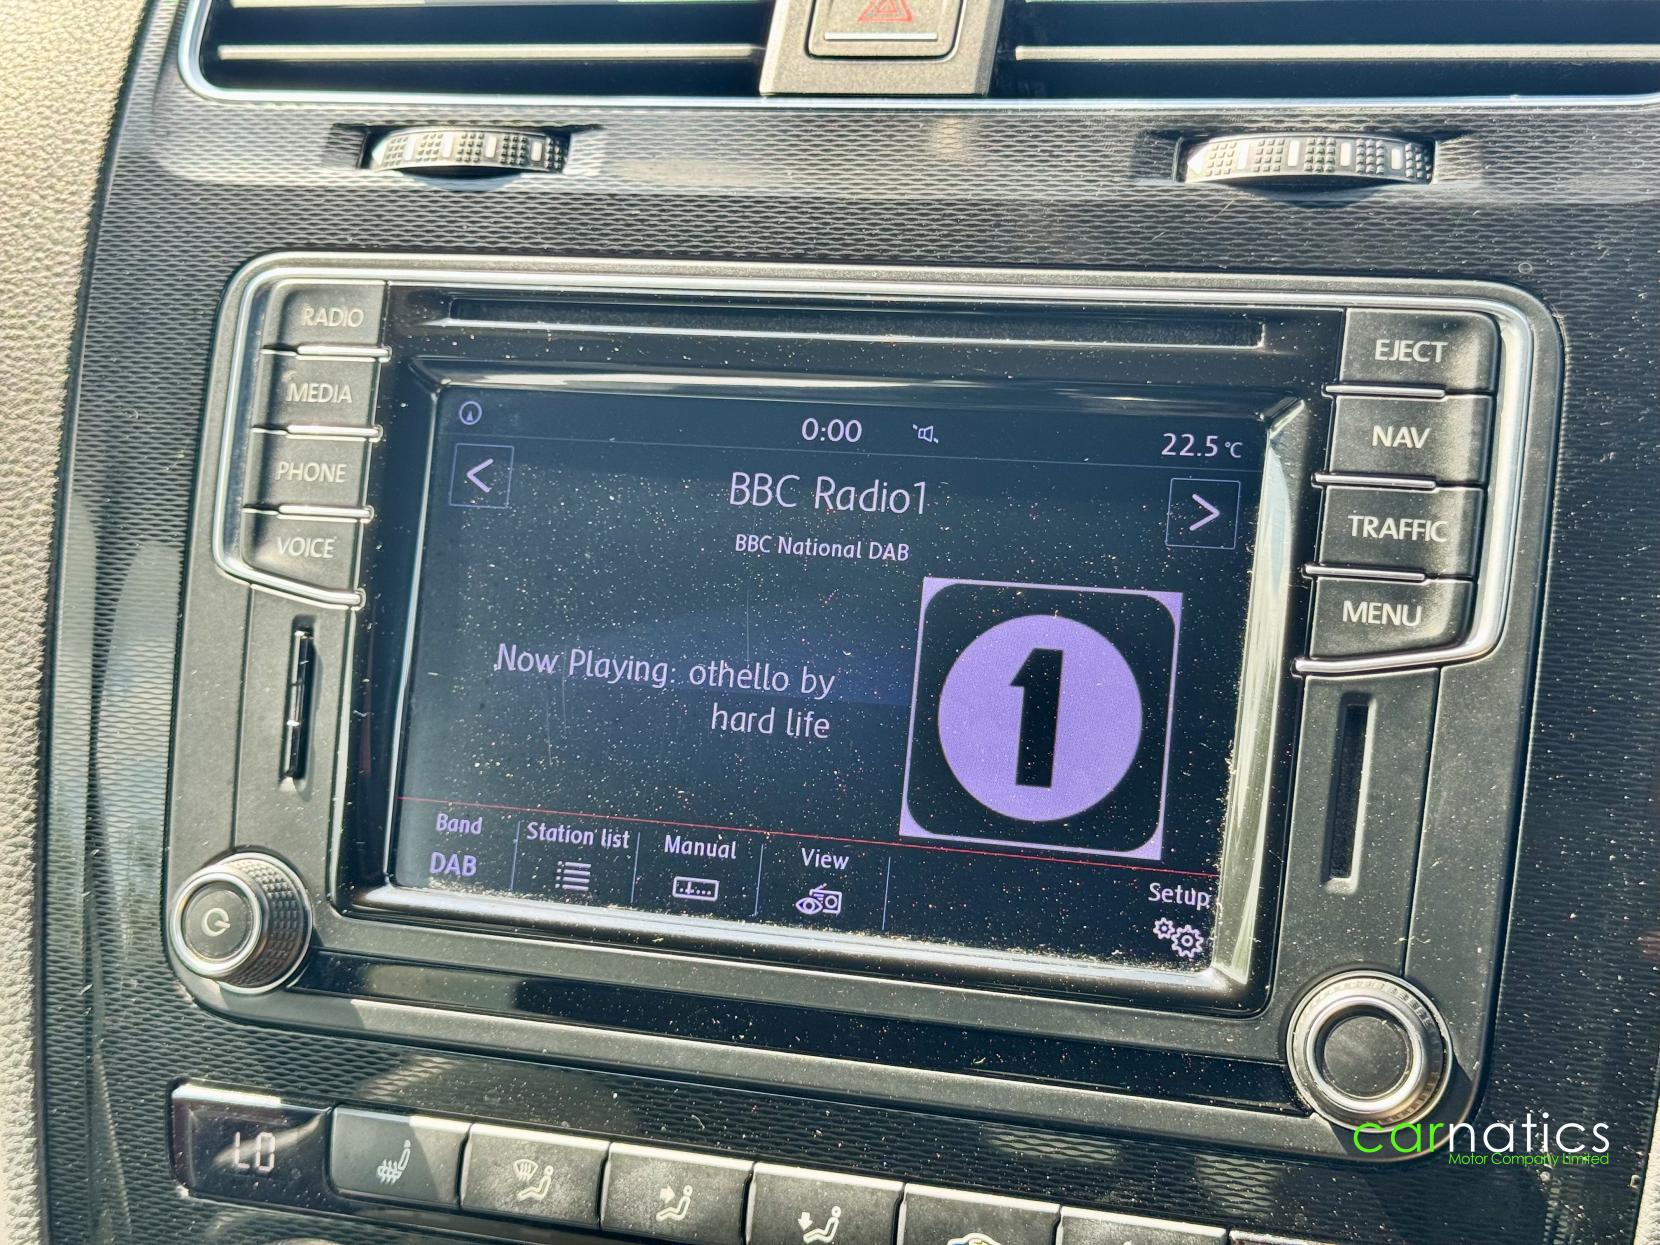 RADIO
MEDIA
PHONE
VOICE
EJECT
NAV
TRAFFIC
MENU
0:00
22.5°C
<
BBC Radio1
>
BBC National DAB
Now Playing: othello by
hard life
1
Band
DAB
Station list
Manual
View
Setup
LO
carnatics
Motor Company Limited